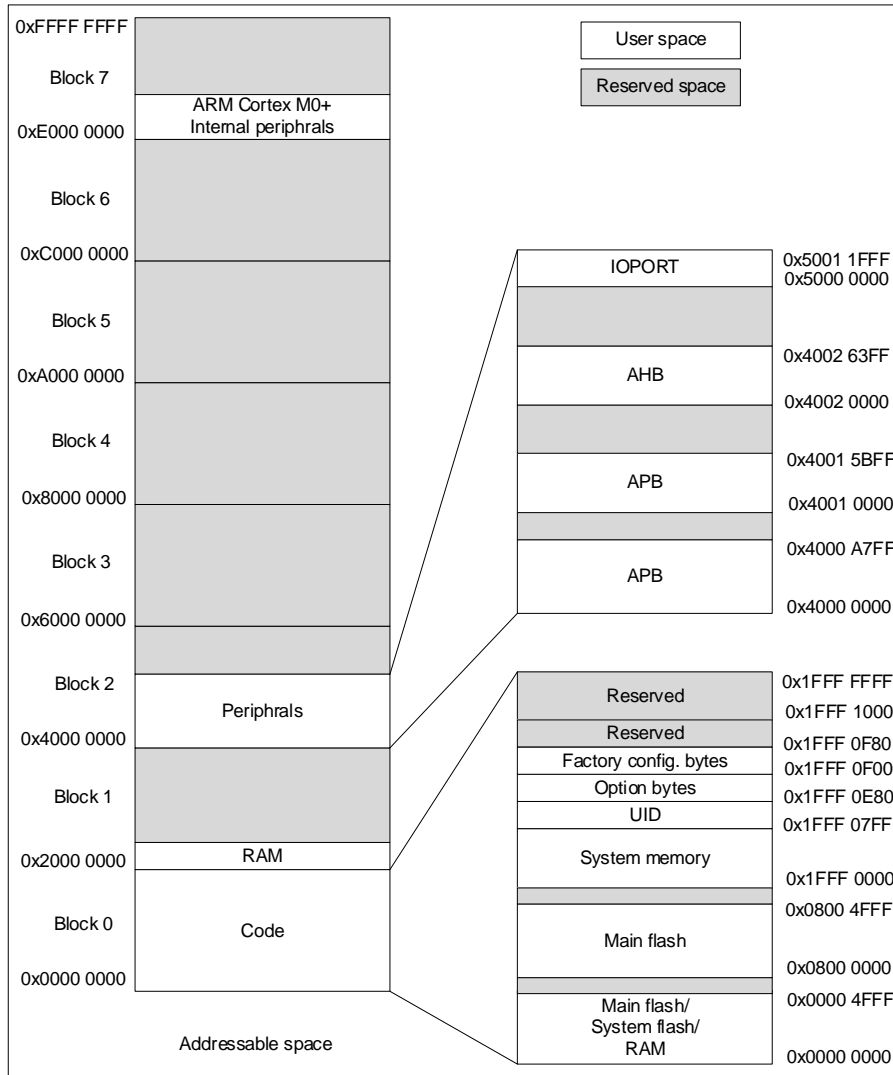 0xFFFF FFFF
Block 7
ARM Cortex M0+
Internal periphrals
0xE000 0000
Block 6
0xC000 0000
Block 5
0xA000 0000
Block 4
0x8000 0000
Block 3
0x6000 0000
Block 2
Periphrals
0x4000 0000
Block 1
0x2000 0000
RAM
Block 0
Code
0x0000 0000
Addressable space
User space
Reserved space
IOPORT
0x5001 1FFF
0x5000 0000
0x4002 63FF
AHB
0x4002 0000
0x4001 5BFF
APB
0x4001 0000
0x4000 A7FF
APB
0x4000 0000
0x1FFF FFFF
Reserved
0x1FFF 1000
Reserved
0x1FFF 0F80
Factory config. bytes
0x1FFF 0F00
Option bytes
0x1FFF 0E80
UID
0x1FFF 07FF
System memory
0x1FFF 0000
0x0800 4FFF
Main flash
0x0800 0000
0x0000 4FFF
Main flash/
System flash/
RAM
0x0000 0000